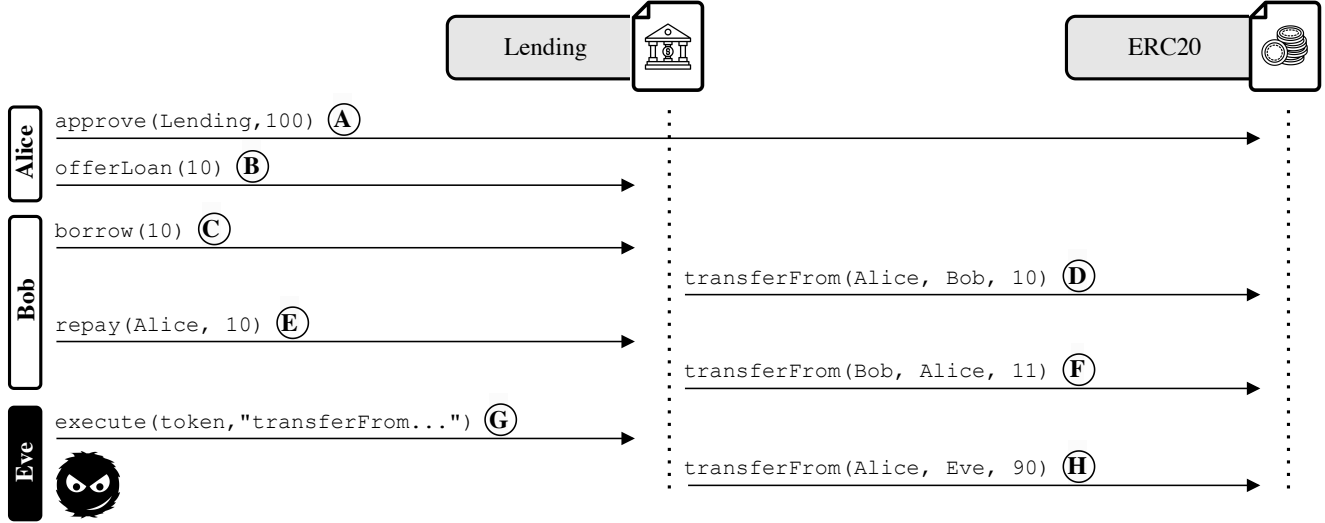 Lending
ERC20
Alice
approve(Lending,100) A
offerLoan(10) B
Bob
borrow(10) C
transferFrom(Alice, Bob, 10) D
repay(Alice, 10) E
transferFrom(Bob, Alice, 11) F
Eve
execute(token,"transferFrom...") G
transferFrom(Alice, Eve, 90) H